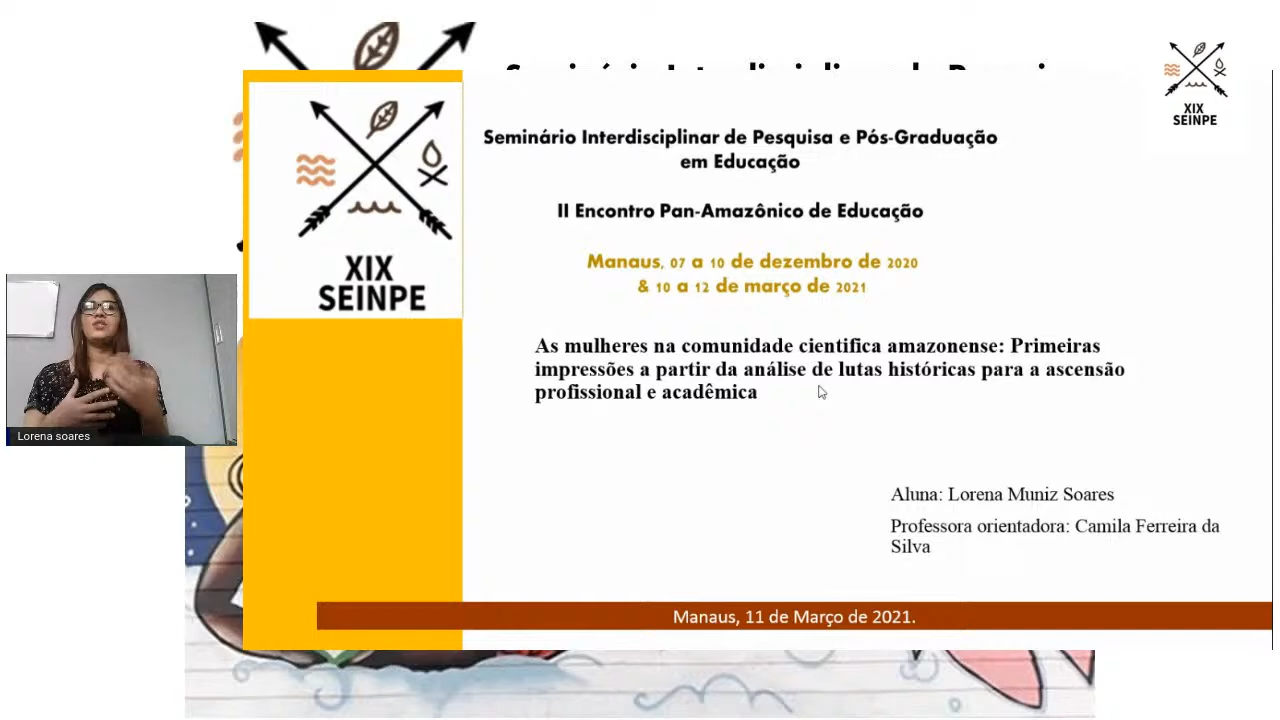 Seminário Interdisciplinar de Pesquisa e Pós-Graduação
em Educação
II Encontro Pan-Amazônico de Educação
Manaus, 07 a 10 de dezembro de 2020
& 10 a 12 de março de 2021
XIX
SEINPE
XIX
SEINPE
As mulheres na comunidade cientifica amazonense: Primeiras
impressões a partir da análise de lutas históricas para a ascensão
profissional e acadêmica
Lorena soares
Aluna: Lorena Muniz Soares
Professora orientadora: Camila Ferreira da
Silva
Manaus, 11 de Março de 2021.